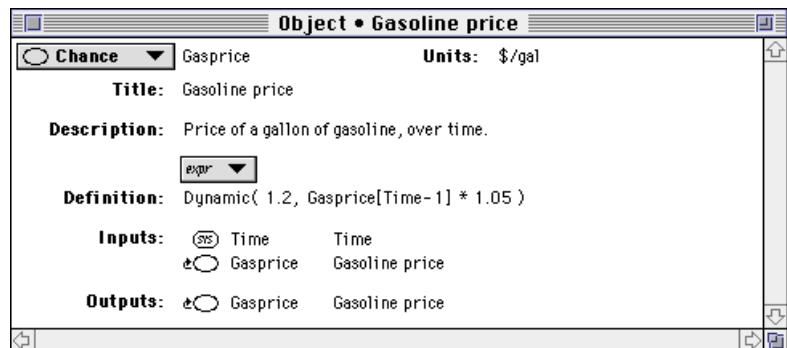 Object • Gasoline price
Chance Gasprice Units: $/gal
Title: Gasoline price
Description: Price of a gallon of gasoline, over time.
expr
Definition: Dynamic( 1.2, Gasprice[Time-1] * 1.05 )
Inputs: SYS Time Time
Gasprice Gasoline price
Outputs: Gasprice Gasoline price